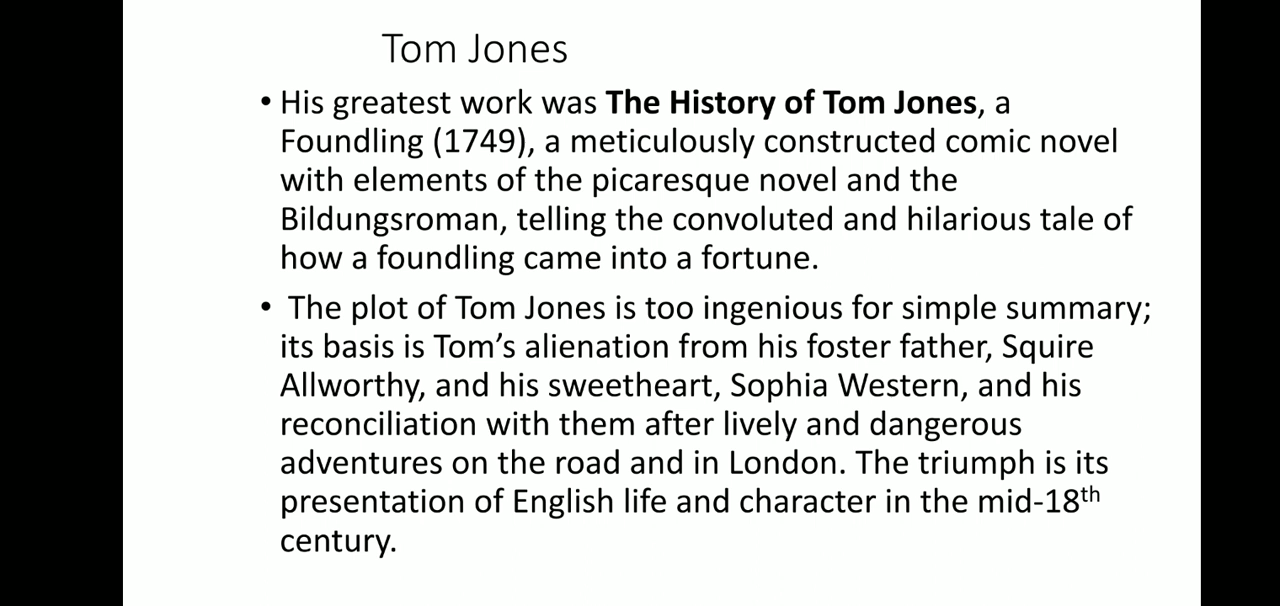 Tom Jones
• His greatest work was The History of Tom Jones, a
Foundling (1749), a meticulously constructed comic novel
with elements of the picaresque novel and the
Bildungsroman, telling the convoluted and hilarious tale of
how a foundling came into a fortune.
• The plot of Tom Jones is too ingenious for simple summary;
its basis is Tom’s alienation from his foster father, Squire
Allworthy, and his sweetheart, Sophia Western, and his
reconciliation with them after lively and dangerous
adventures on the road and in London. The triumph is its
presentation of English life and character in the mid-18th
century.